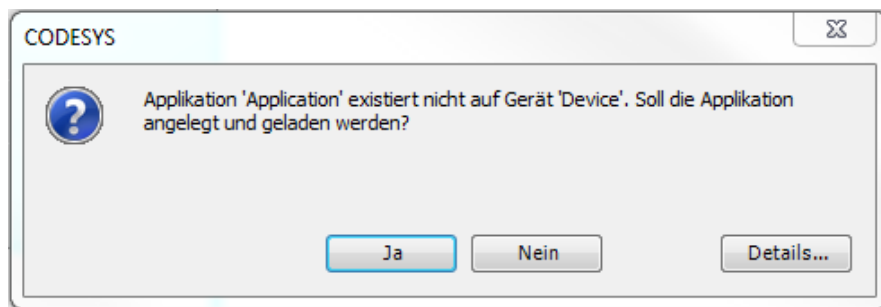 CODESYS
Applikation 'Application' existiert nicht auf Gerät 'Device'. Soll die Applikation
angelegt und geladen werden?
Ja Nein Details...